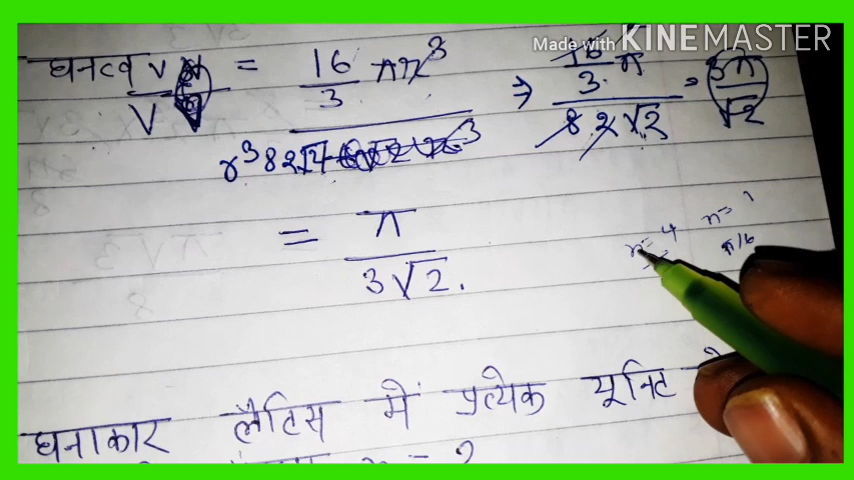 Made with KINEMASTER
घनत्व V = 16/3 πr³ ⇒ 16/3 π = 3π
V r³ 8 2√ 8 2√2 √2
= π/3√2.
n=4 n=1
π/6
घनाकार लैटिस में प्रत्येक यूनिट